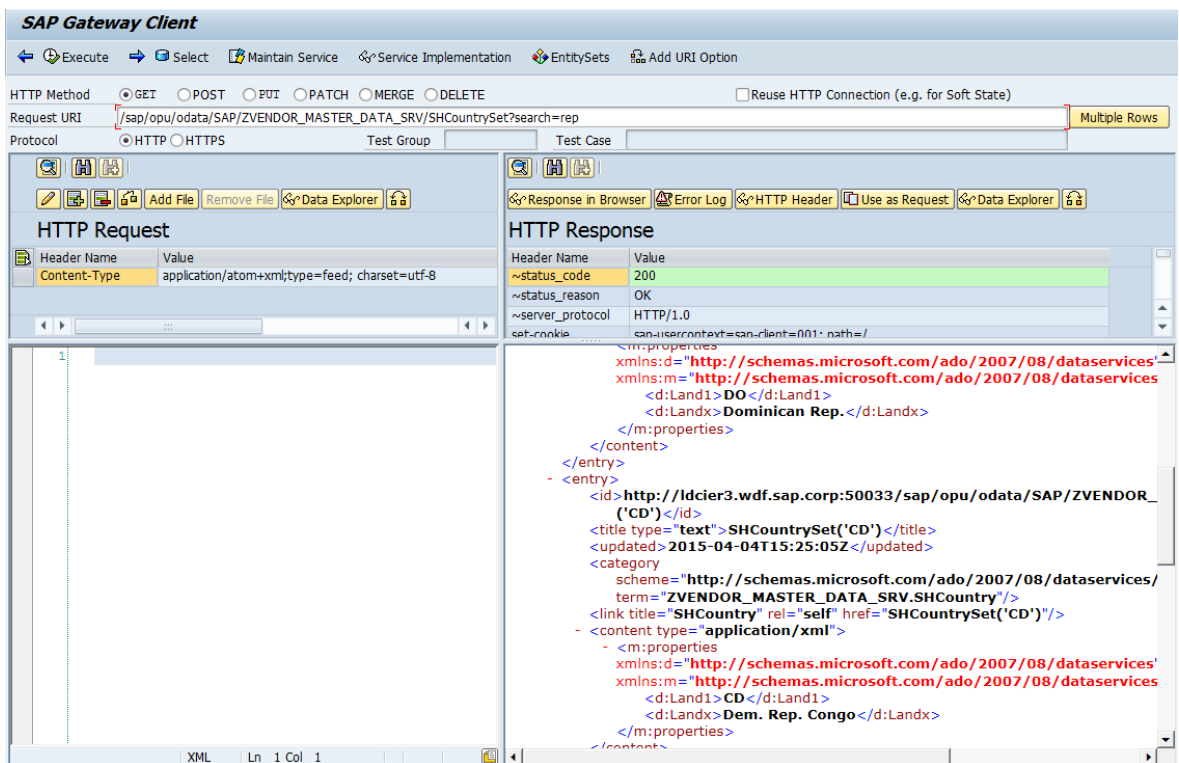 SAP Gateway Client
Execute Select Maintain Service Service Implementation EntitySets Add URI Option
HTTP Method GET POST PUT PATCH MERGE DELETE Reuse HTTP Connection (e.g. for Soft State)
Request URI /sap/opu/odata/SAP/ZVENDOR_MASTER_DATA_SRV/SHCountrySet?search=rep Multiple Rows
Protocol HTTP HTTPS Test Group Test Case
Add File Remove File Data Explorer
HTTP Request
Header Name Value
Content-Type application/atom+xml;type=feed; charset=utf-8
1
XML Ln 1 Col 1
Response in Browser Error Log HTTP Header Use as Request Data Explorer
HTTP Response
Header Name Value
~status_code 200
~status_reason OK
~server_protocol HTTP/1.0
set-cookie sap-usercontext=sap-client=001; path=/
<m:properties
xmlns:d="http://schemas.microsoft.com/ado/2007/08/dataservices"
xmlns:m="http://schemas.microsoft.com/ado/2007/08/dataservices
<d:Land1>DO</d:Land1>
<d:Landx>Dominican Rep.</d:Landx>
</m:properties>
</content>
</entry>
- <entry>
<id>http://ldcier3.wdf.sap.corp:50033/sap/opu/odata/SAP/ZVENDOR_
('CD')</id>
<title type="text">SHCountrySet('CD')</title>
<updated>2015-04-04T15:25:05Z</updated>
<category
scheme="http://schemas.microsoft.com/ado/2007/08/dataservices/
term="ZVENDOR_MASTER_DATA_SRV.SHCountry"/>
<link title="SHCountry" rel="self" href="SHCountrySet('CD')"/>
- <content type="application/xml">
- <m:properties
xmlns:d="http://schemas.microsoft.com/ado/2007/08/dataservices"
xmlns:m="http://schemas.microsoft.com/ado/2007/08/dataservices
<d:Land1>CD</d:Land1>
<d:Landx>Dem. Rep. Congo</d:Landx>
</m:properties>
</content>